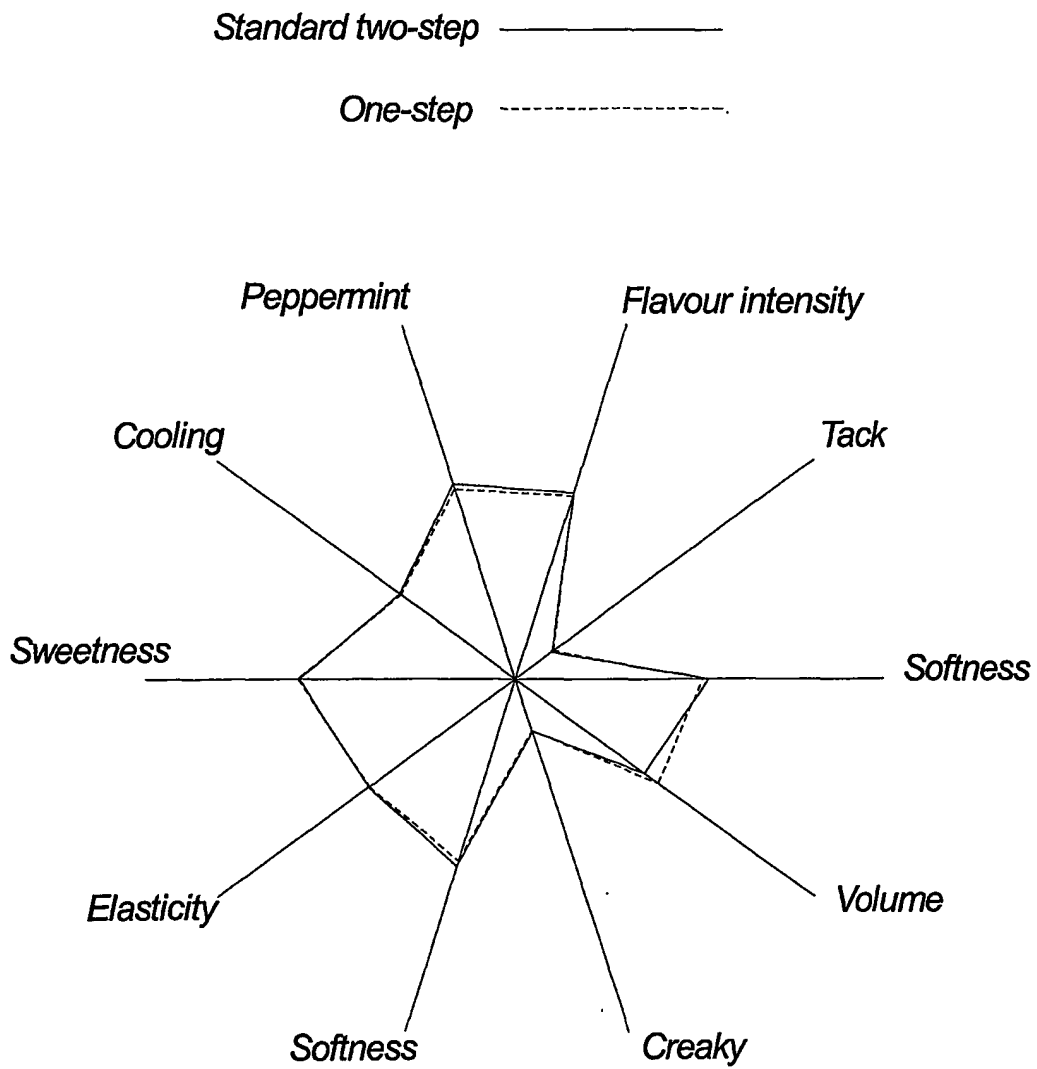 Standard two-step
One-step
Peppermint
Flavour intensity
Cooling
Tack
Sweetness
Softness
Elasticity
Volume
Softness
Creaky